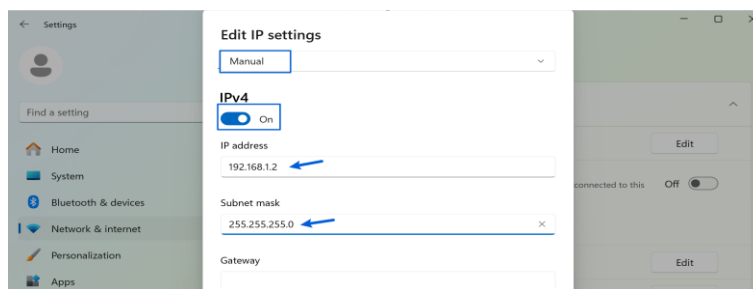 Settings
Find a setting
Home
System
Bluetooth & devices
Network & internet
Personalization
Apps
Edit IP settings
Manual
IPv4
On
IP address
192.168.1.2
Subnet mask
255.255.255.0
Gateway
Edit
connected to this
Off
Edit